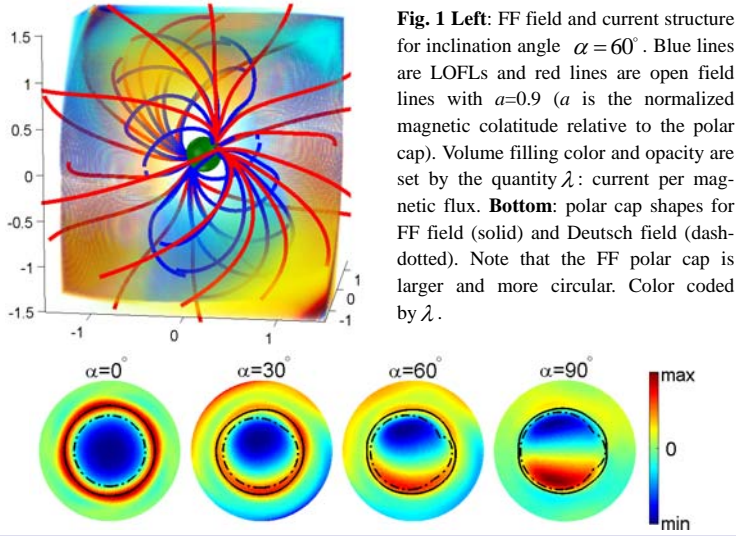 1.5
1
0.5
0
-0.5
-1
-1.5
-1
0
1
1
0
-1
Fig. 1 Left: FF field and current structure
for inclination angle α = 60°. Blue lines
are LOFLs and red lines are open field
lines with a=0.9 (a is the normalized
magnetic colatitude relative to the polar
cap). Volume filling color and opacity are
set by the quantity λ: current per mag-
netic flux. Bottom: polar cap shapes for
FF field (solid) and Deutsch field (dash-
dotted). Note that the FF polar cap is
larger and more circular. Color coded
by λ.
α=0°
α=30°
α=60°
α=90°
max
0
min